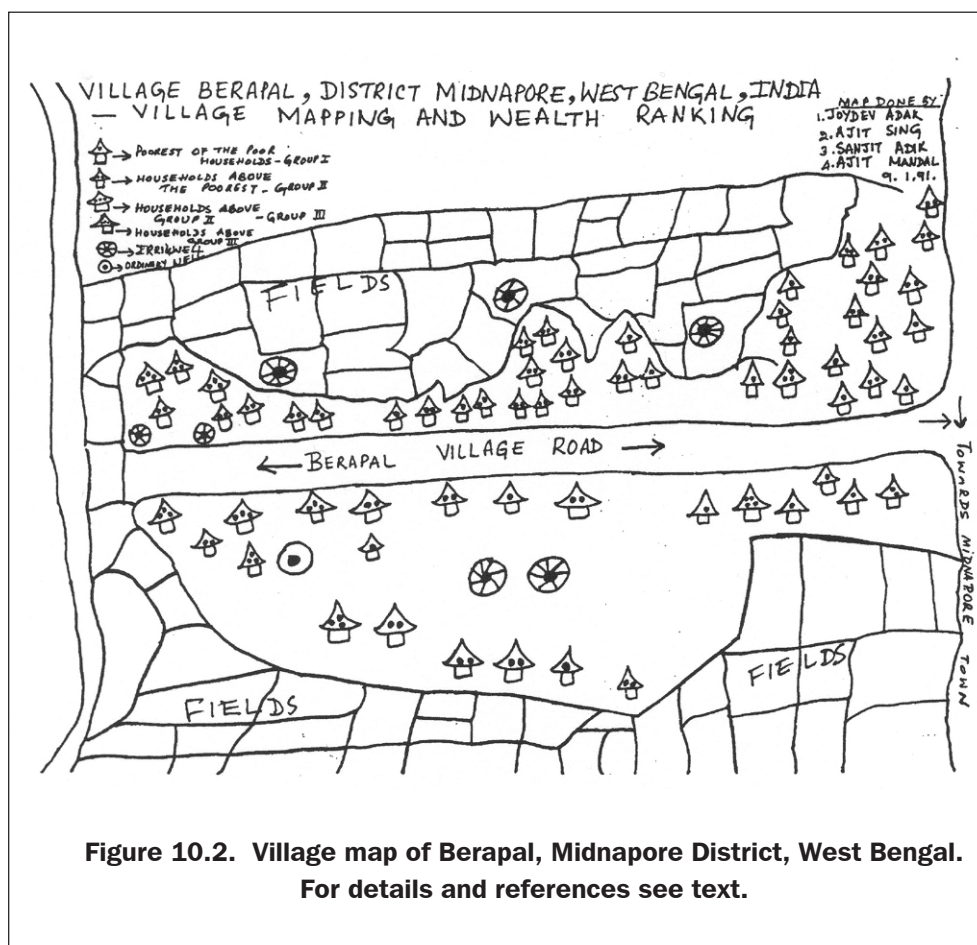 VILLAGE BERAPAL, DISTRICT MIDNAPORE, WEST BENGAL, INDIA
— VILLAGE MAPPING AND WEALTH RANKING
MAP DONE BY
1. JOYDEV ADAK
2. AJIT SING
3. SANJIT ADIK
4. AJIT MANDAL
9.1.91.
→ POOREST OF THE POOR
HOUSEHOLDS - GROUP I
→ HOUSEHOLDS ABOVE
THE POOREST - GROUP II
→ HOUSEHOLDS ABOVE
GROUP II - GROUP III
→ HOUSEHOLDS ABOVE
GROUP III
→ ORDINARY WELL
FIELDS
← BERAPAL VILLAGE ROAD →
TOWARDS MIDNAPORE TOWN
FIELDS
FIELDS
Figure 10.2. Village map of Berapal, Midnapore District, West Bengal.
For details and references see text.